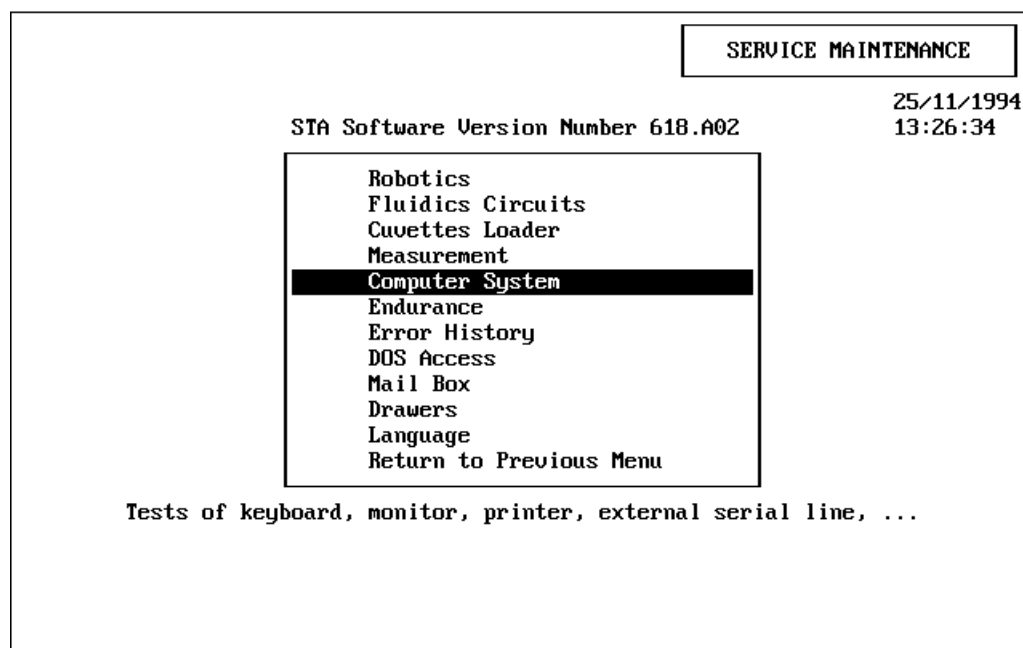 SERVICE MAINTENANCE
25/11/1994
STA Software Version Number 618.A02
13:26:34
Robotics
Fluidics Circuits
Cuvettes Loader
Measurement
Computer System
Endurance
Error History
DOS Access
Mail Box
Drawers
Language
Return to Previous Menu
Tests of keyboard, monitor, printer, external serial line, ...